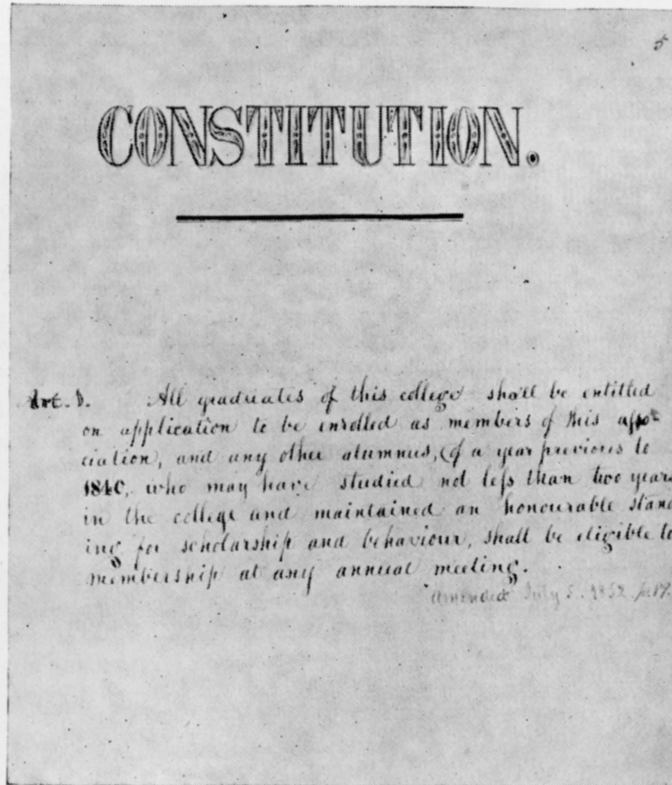 5
CONSTITUTION.
Art. 1. All graduates of this college shall be entitled
on application to be enrolled as members of this asso-
ciation, and any other alumnus, (of a year previous to
1840, who may have studied not less than two years
in the college and maintained an honourable stand
ing for scholarship and behaviour, shall be eligible to
membership at any annual meeting.
Amended July 5. 1852.